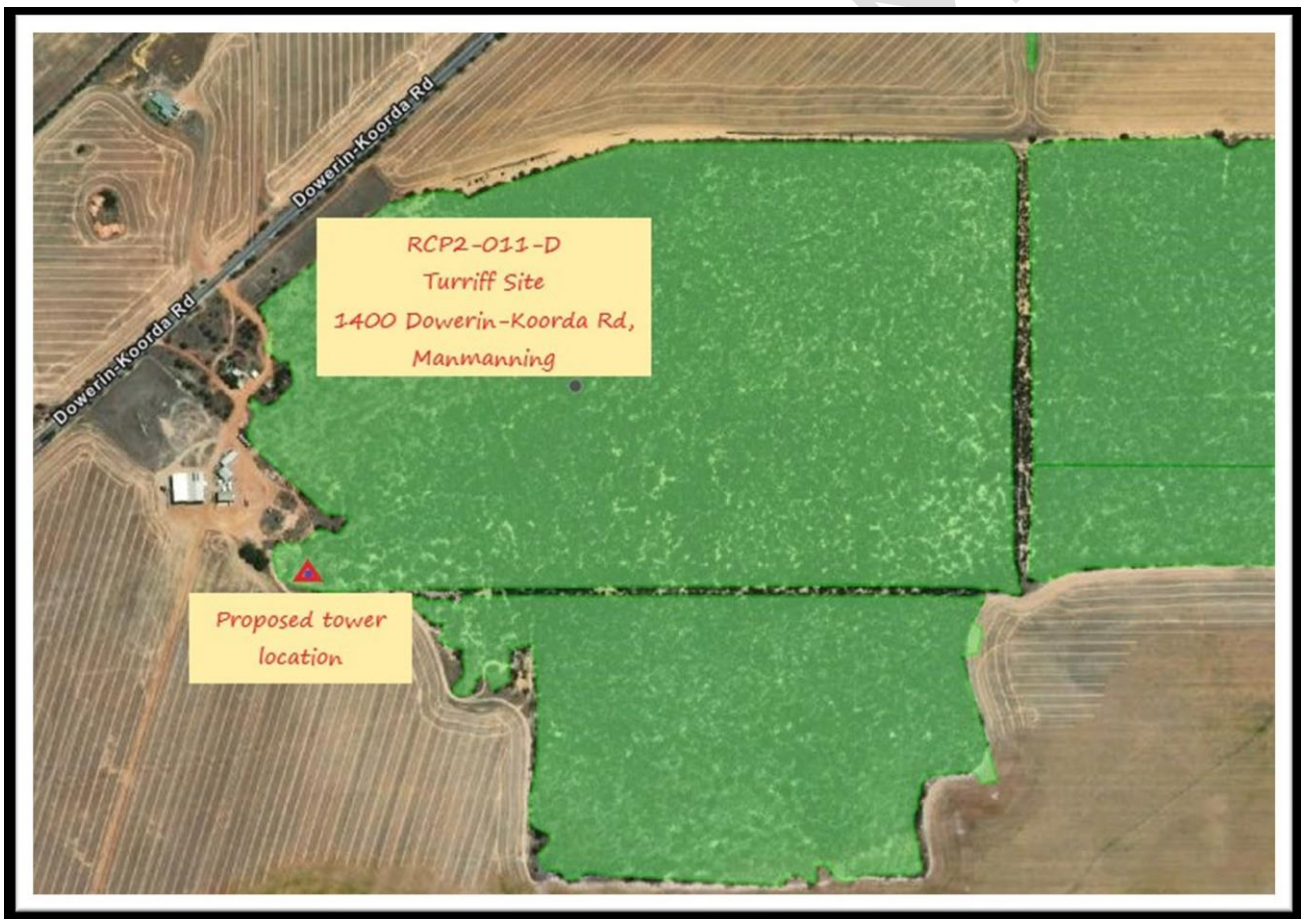 Dowerin-Koorda Rd
RCP2-011-D
Turriff Site
1400 Dowerin-Koorda Rd,
Manmanning
Dowerin-Koorda Rd
Proposed tower
location